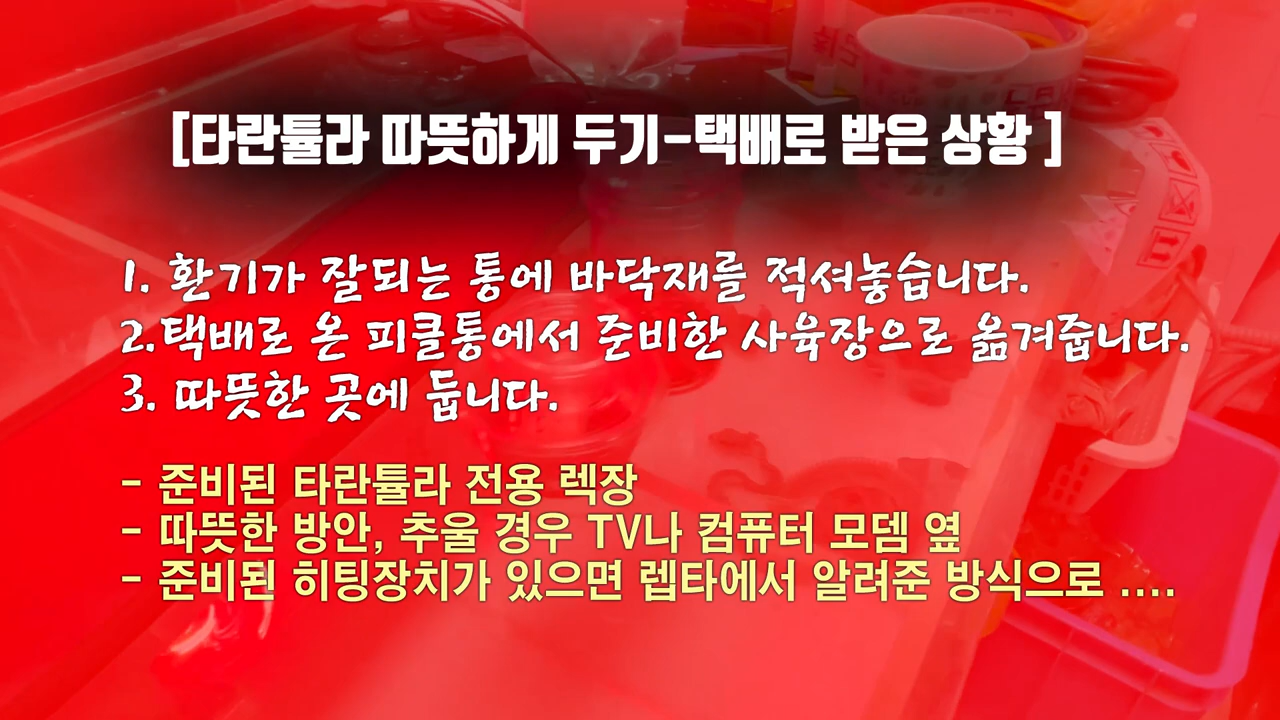 [타란튤라 따뜻하게 두기-택배로 받은 상황 ]
1. 환기가 잘되는 통에 바닥재를 적셔놓습니다.
2.택배로 온 피클통에서 준비한 사육장으로 옮겨줍니다.
3. 따뜻한 곳에 둡니다.
- 준비된 타란튤라 전용 렉장
- 따뜻한 방안, 추울 경우 TV나 컴퓨터 모뎀 옆
- 준비된 히팅장치가 있으면 렙타에서 알려준 방식으로 ....